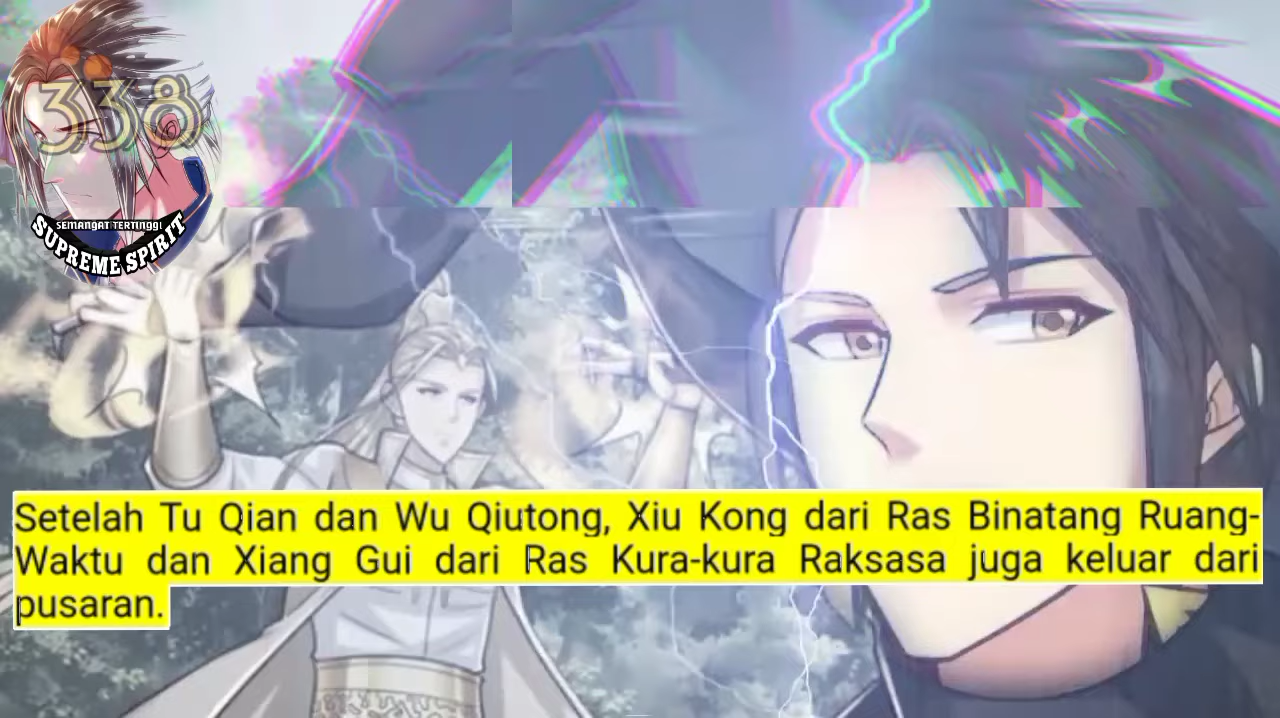 338
SEMANGAT TERTINGGI
SUPREME SPIRIT
Setelah Tu Qian dan Wu Qiutong, Xiu Kong dari Ras Binatang Ruang-
Waktu dan Xiang Gui dari Ras Kura-kura Raksasa juga keluar dari
pusaran.